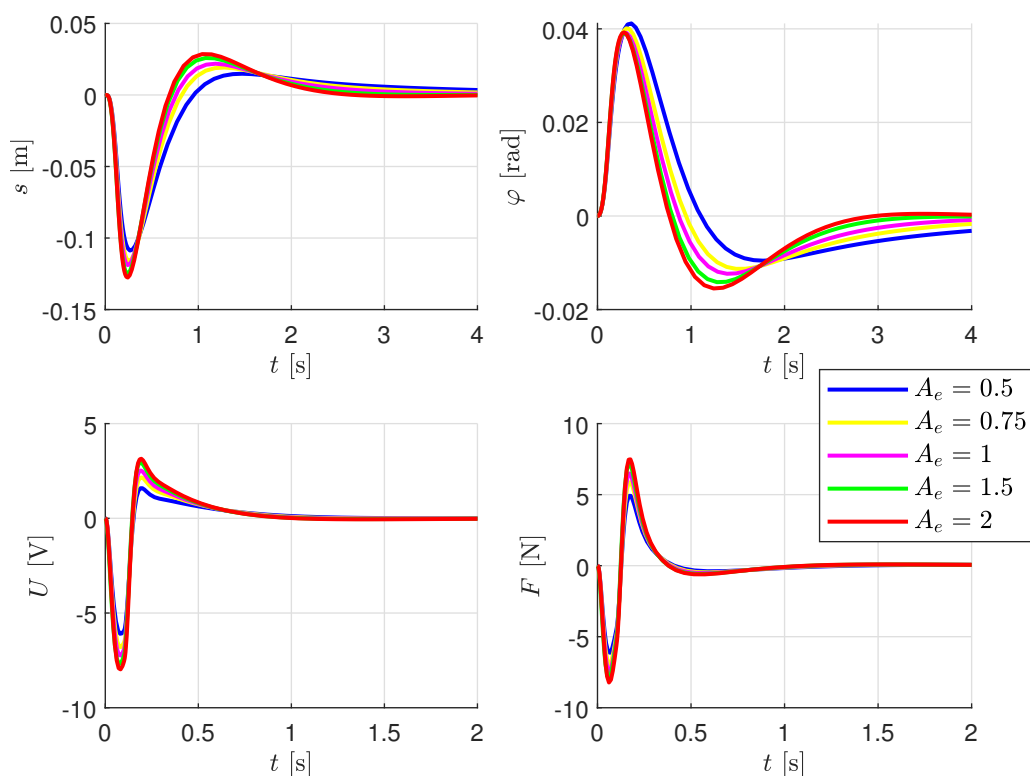 0.05
0
-0.05
-0.1
-0.15
s [m]
0 1 2 3 4
t [s]
0.04
0.02
0
-0.02
φ [rad]
0 1 2 3 4
t [s]
5
0
-5
-10
U [V]
0 0.5 1 1.5 2
t [s]
10
5
0
-5
-10
F [N]
0 0.5 1 1.5 2
t [s]
A_e = 0.5
A_e = 0.75
A_e = 1
A_e = 1.5
A_e = 2